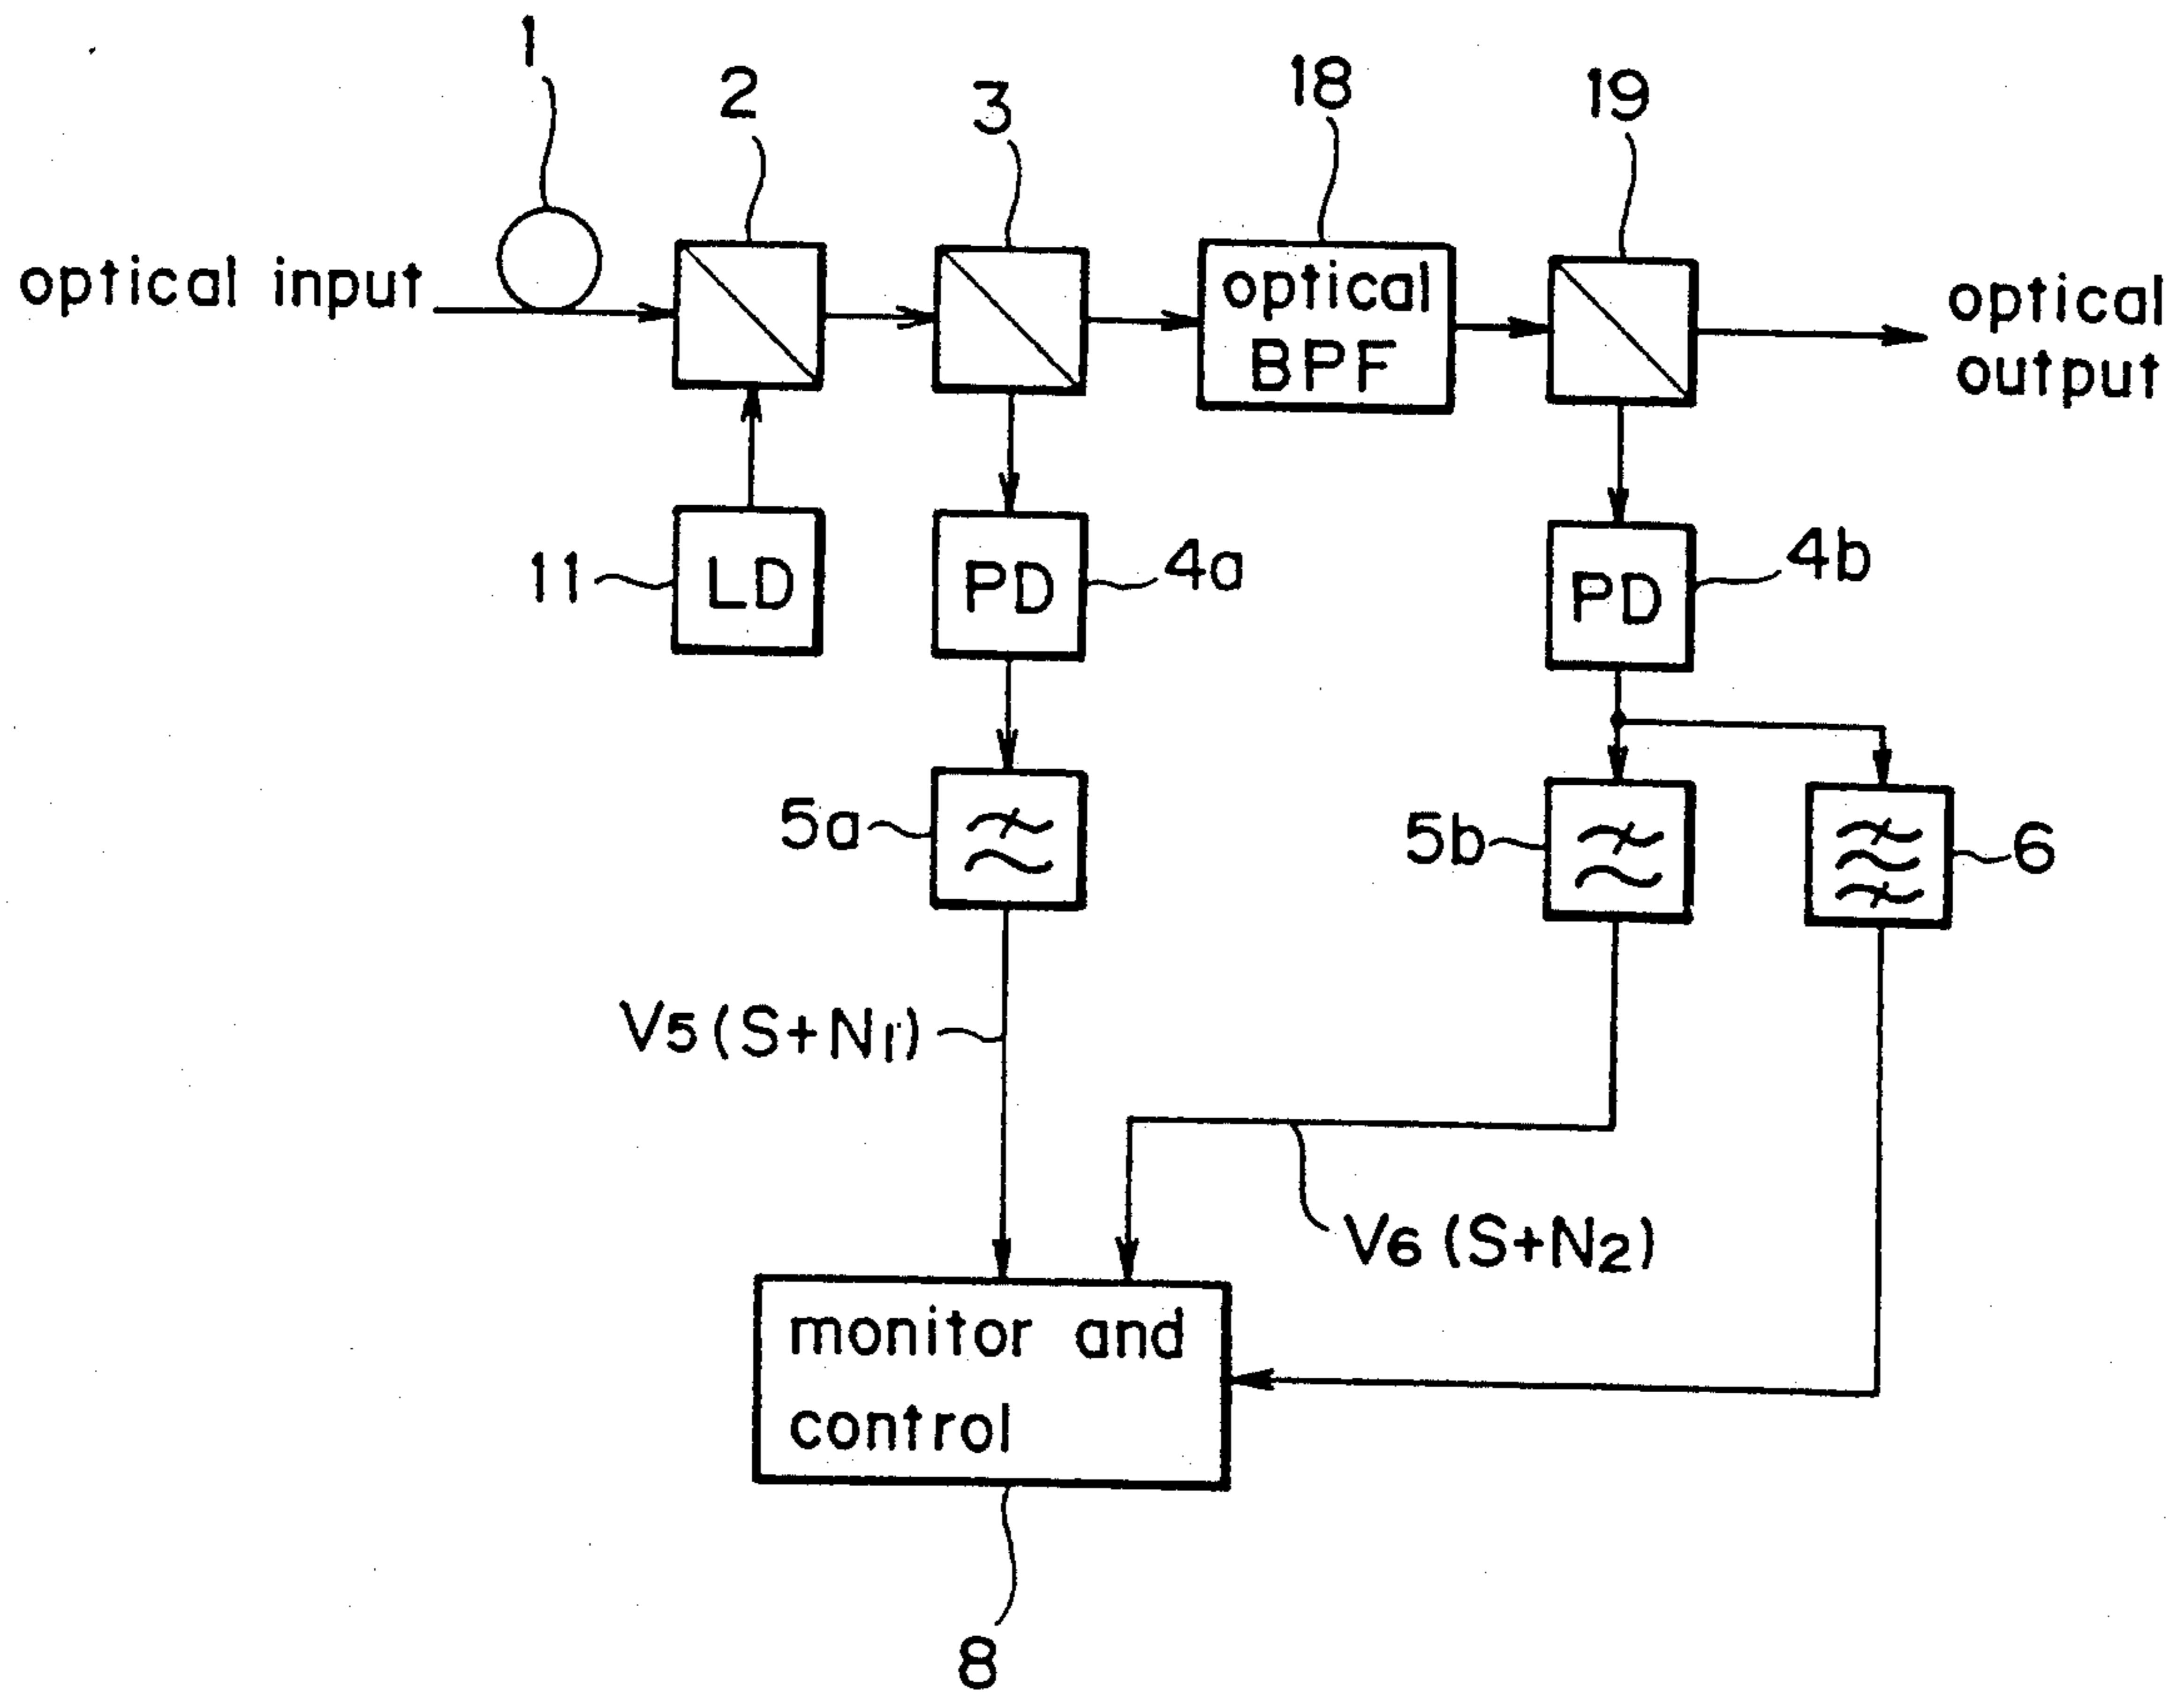 1
2
3
18
19
optical input
optical
BPF
optical
output
11
LD
PD
4a
PD
4b
5a
5b
6
V5(S+N1)
V6(S+N2)
monitor and
control
8